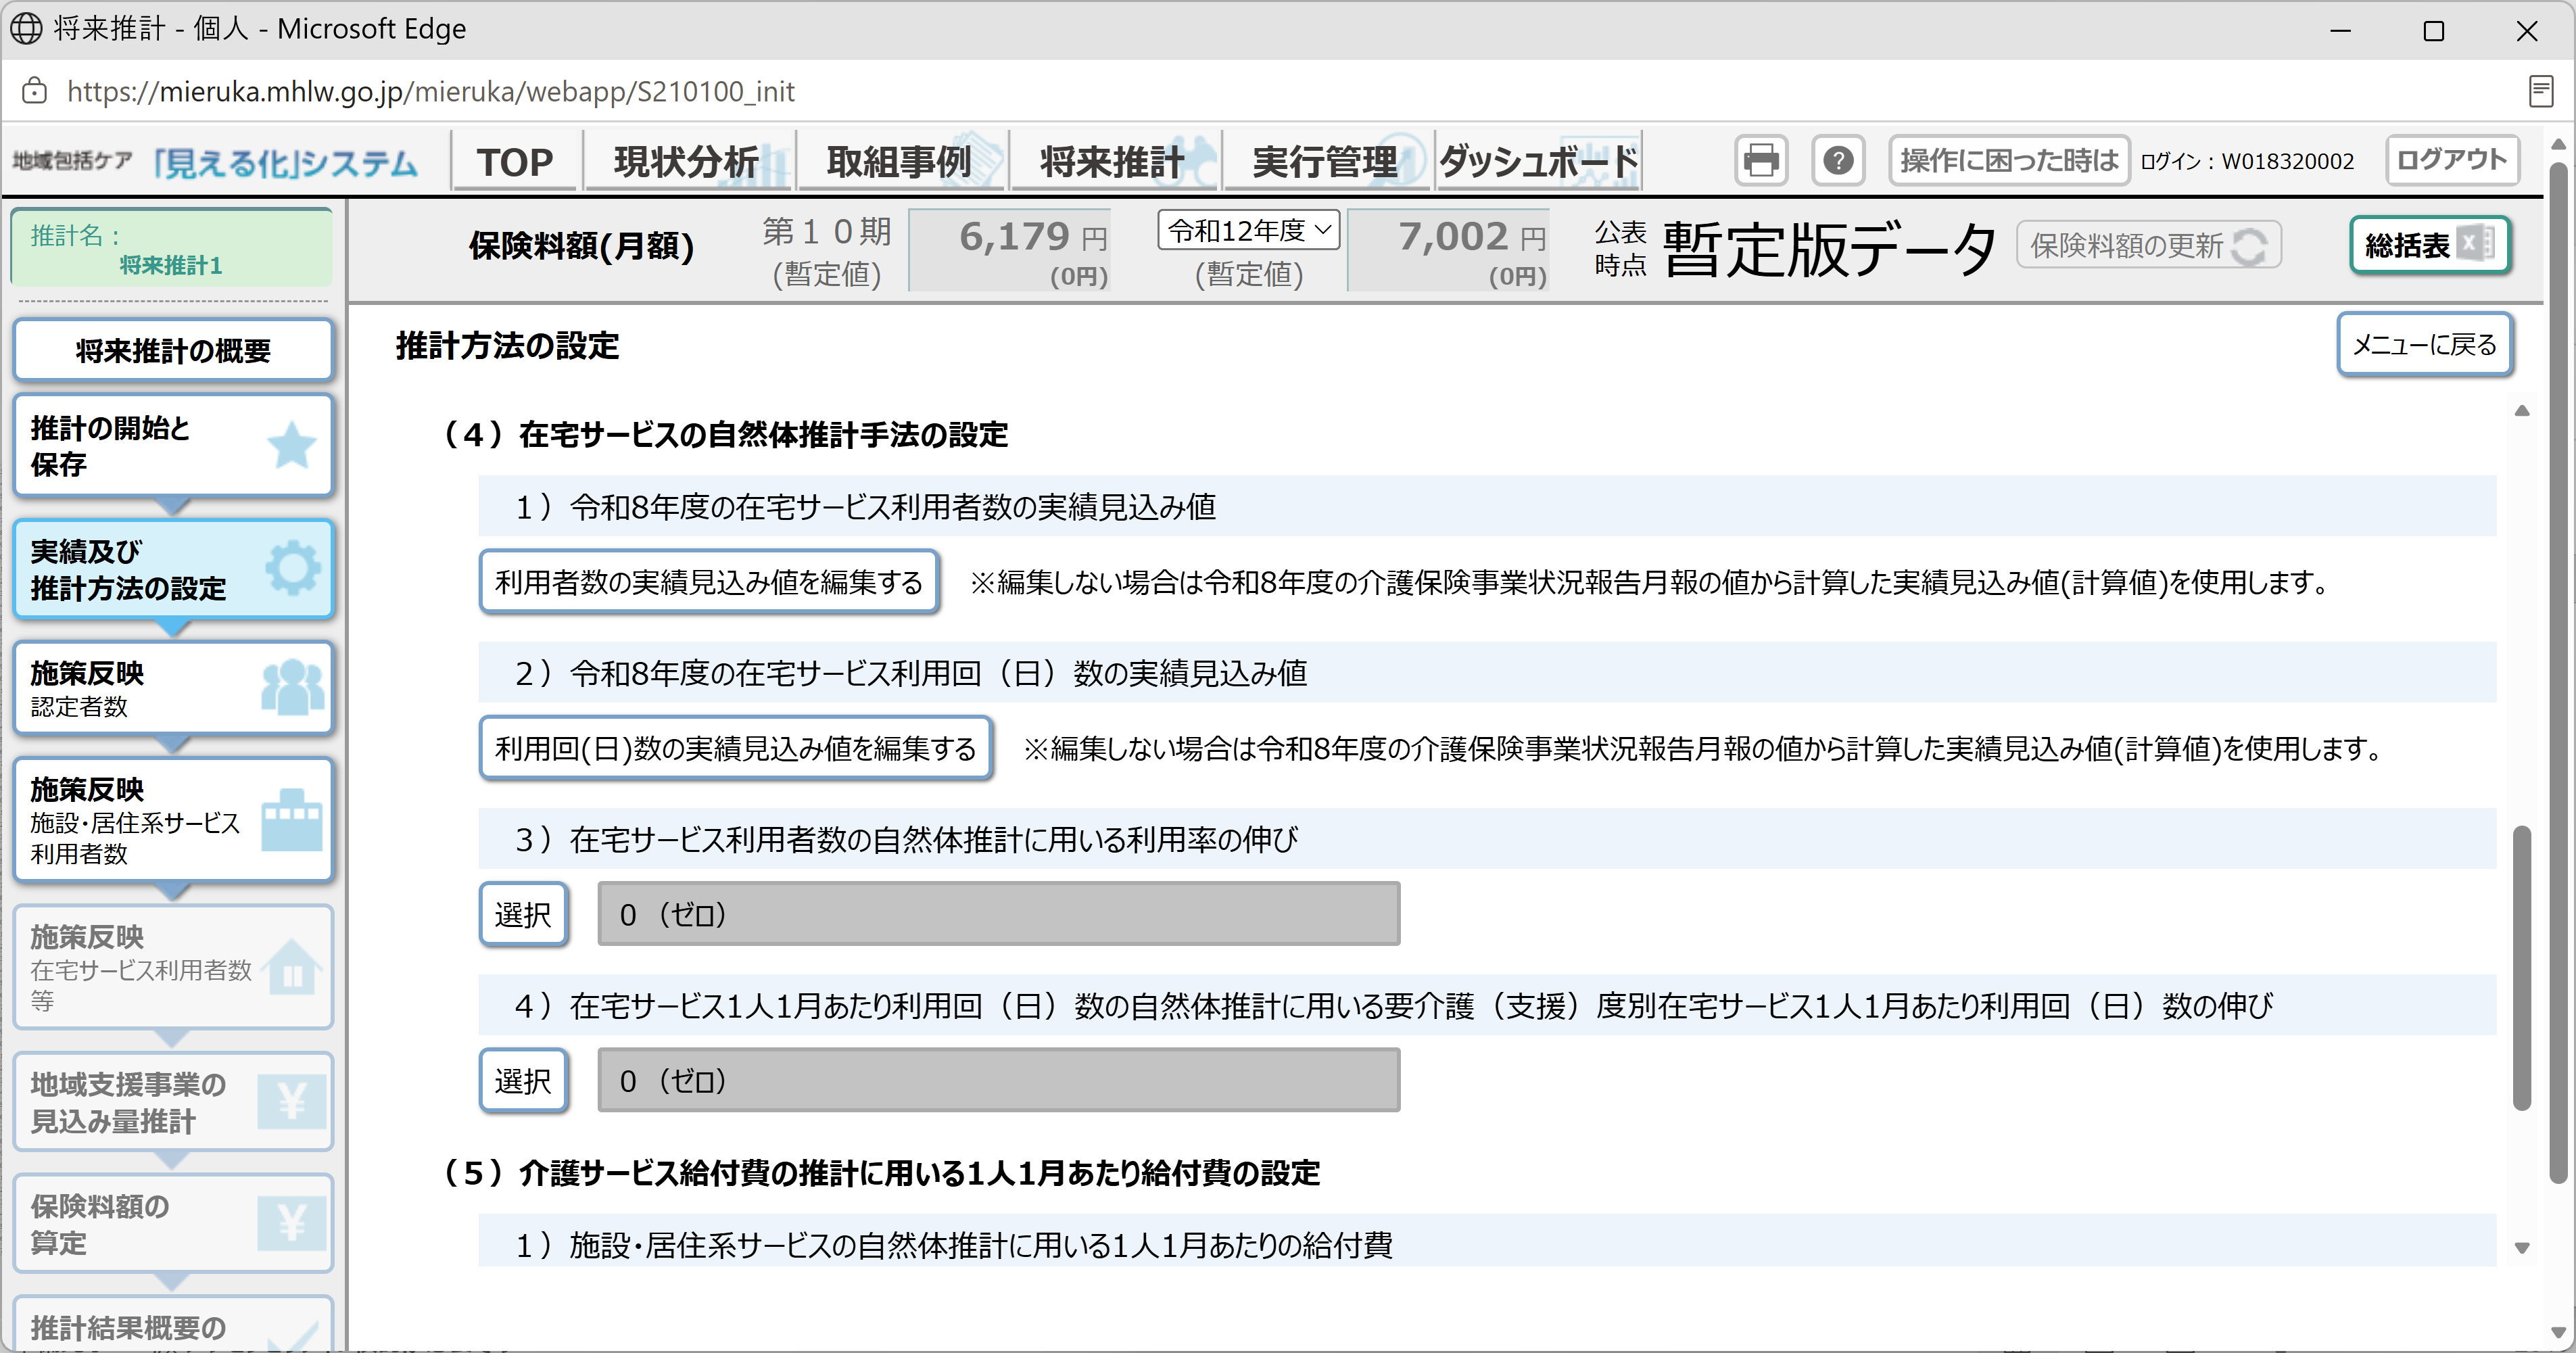 将来推計 - 個人 - Microsoft Edge
https://mieruka.mhlw.go.jp/mieruka/webapp/S210100_init
地域包括ケア 「見える化」システム
TOP
現状分析
取組事例
将来推計
実行管理
ダッシュボード
?
操作に困った時は
ログイン：W018320002
ログアウト
推計名：
将来推計1
保険料額(月額)
第１０期
(暫定値)
6,179 円
(0円)
令和12年度
(暫定値)
7,002 円
(0円)
公表
時点
暫定版データ
保険料額の更新
総括表
将来推計の概要
推計の開始と
保存
実績及び
推計方法の設定
施策反映
認定者数
施策反映
施設・居住系サービス
利用者数
施策反映
在宅サービス利用者数
等
地域支援事業の
見込み量推計
¥
保険料額の
算定
¥
推計結果概要の
推計方法の設定
メニューに戻る
（４）在宅サービスの自然体推計手法の設定
１）令和8年度の在宅サービス利用者数の実績見込み値
利用者数の実績見込み値を編集する
※編集しない場合は令和8年度の介護保険事業状況報告月報の値から計算した実績見込み値(計算値)を使用します。
２）令和8年度の在宅サービス利用回（日）数の実績見込み値
利用回(日)数の実績見込み値を編集する
※編集しない場合は令和8年度の介護保険事業状況報告月報の値から計算した実績見込み値(計算値)を使用します。
３）在宅サービス利用者数の自然体推計に用いる利用率の伸び
選択
0 （ゼロ）
４）在宅サービス1人1月あたり利用回（日）数の自然体推計に用いる要介護（支援）度別在宅サービス1人1月あたり利用回（日）数の伸び
選択
0 （ゼロ）
（５）介護サービス給付費の推計に用いる1人1月あたり給付費の設定
１）施設・居住系サービスの自然体推計に用いる1人1月あたりの給付費